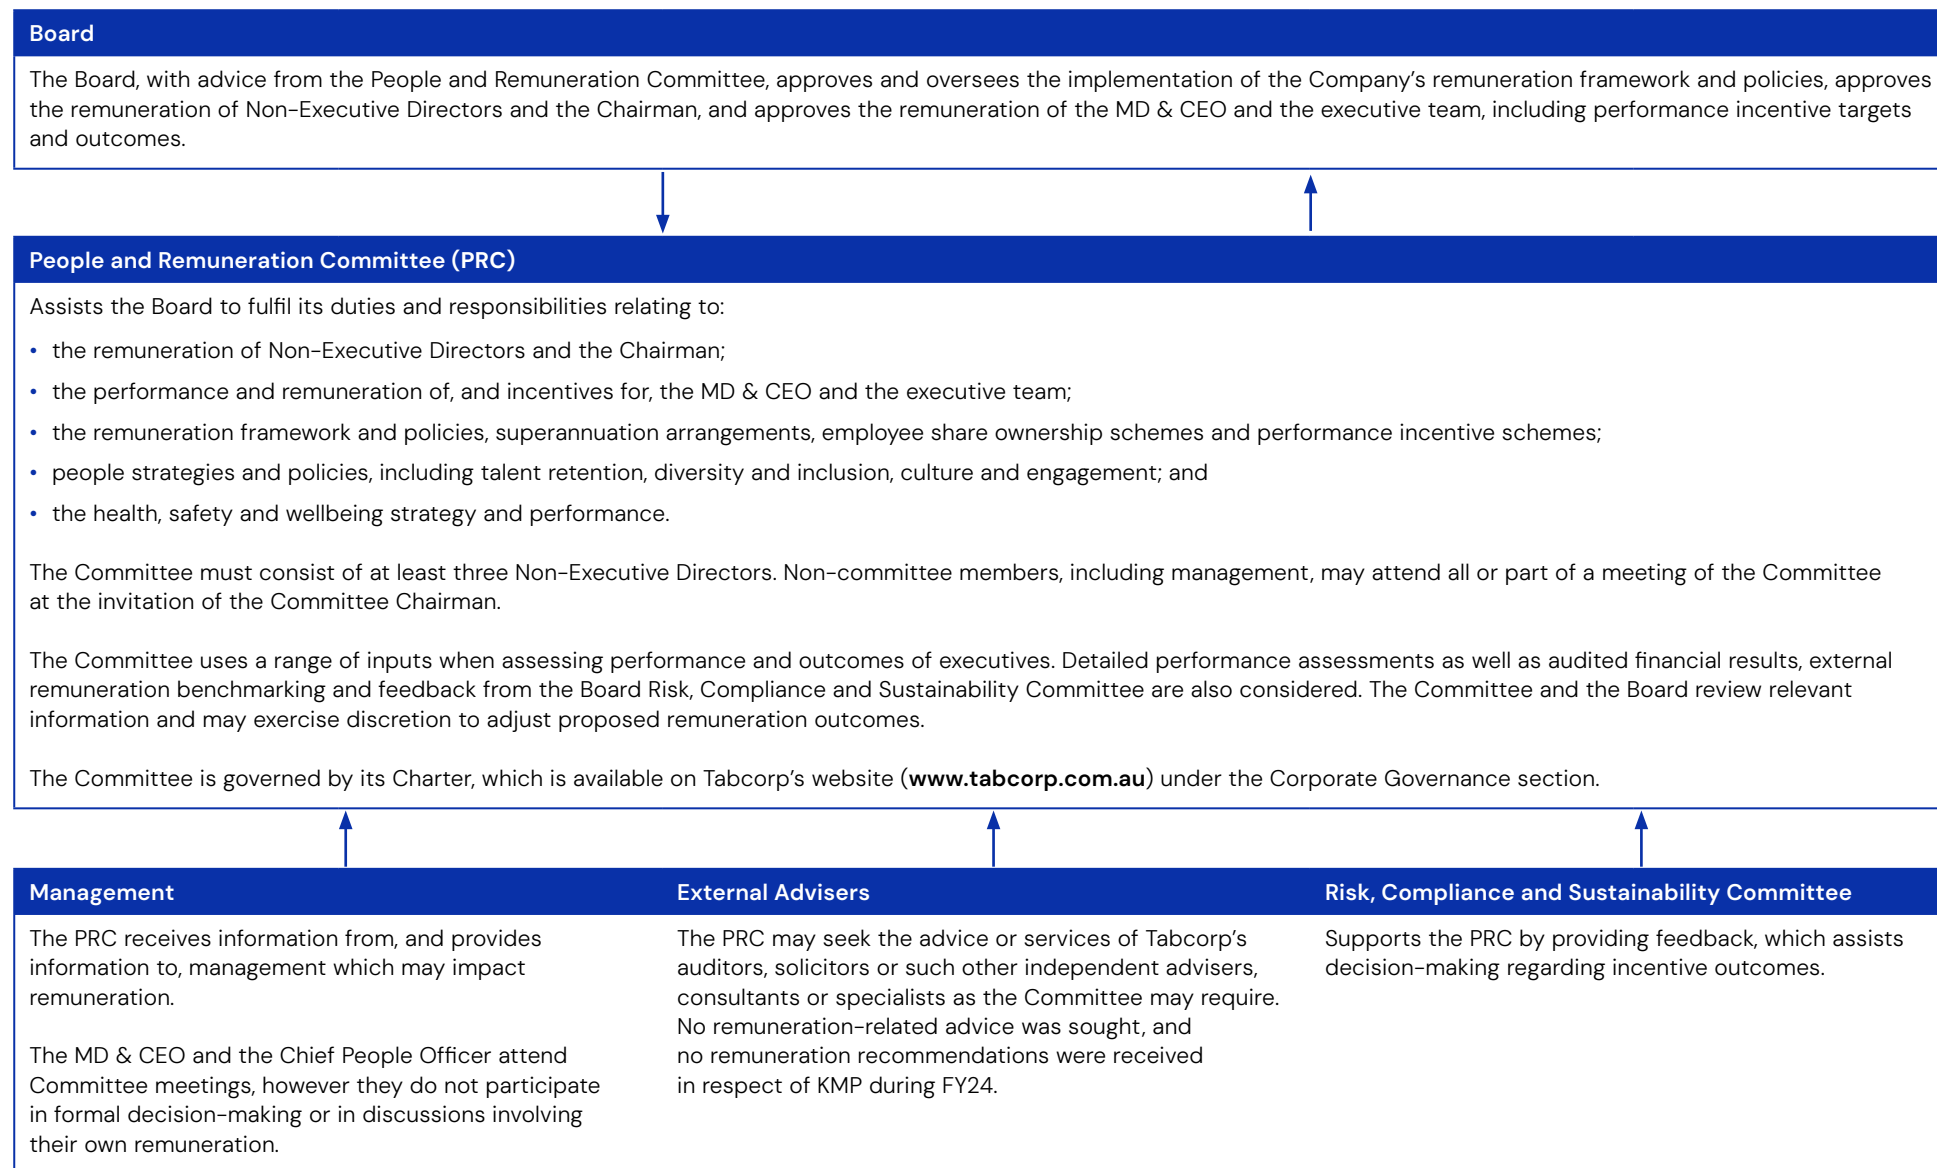 Board
The Board, with advice from the People and Remuneration Committee, approves and oversees the implementation of the Company’s remuneration framework and policies, approves
the remuneration of Non-Executive Directors and the Chairman, and approves the remuneration of the MD & CEO and the executive team, including performance incentive targets
and outcomes.
People and Remuneration Committee (PRC)
Assists the Board to fulfil its duties and responsibilities relating to:
• the remuneration of Non-Executive Directors and the Chairman;
• the performance and remuneration of, and incentives for, the MD & CEO and the executive team;
• the remuneration framework and policies, superannuation arrangements, employee share ownership schemes and performance incentive schemes;
• people strategies and policies, including talent retention, diversity and inclusion, culture and engagement; and
• the health, safety and wellbeing strategy and performance.
The Committee must consist of at least three Non-Executive Directors. Non-committee members, including management, may attend all or part of a meeting of the Committee
at the invitation of the Committee Chairman.
The Committee uses a range of inputs when assessing performance and outcomes of executives. Detailed performance assessments as well as audited financial results, external
remuneration benchmarking and feedback from the Board Risk, Compliance and Sustainability Committee are also considered. The Committee and the Board review relevant
information and may exercise discretion to adjust proposed remuneration outcomes.
The Committee is governed by its Charter, which is available on Tabcorp’s website (www.tabcorp.com.au) under the Corporate Governance section.
Management
The PRC receives information from, and provides
information to, management which may impact
remuneration.
The MD & CEO and the Chief People Officer attend
Committee meetings, however they do not participate
in formal decision-making or in discussions involving
their own remuneration.
External Advisers
The PRC may seek the advice or services of Tabcorp’s
auditors, solicitors or such other independent advisers,
consultants or specialists as the Committee may require.
No remuneration-related advice was sought, and
no remuneration recommendations were received
in respect of KMP during FY24.
Risk, Compliance and Sustainability Committee
Supports the PRC by providing feedback, which assists
decision-making regarding incentive outcomes.